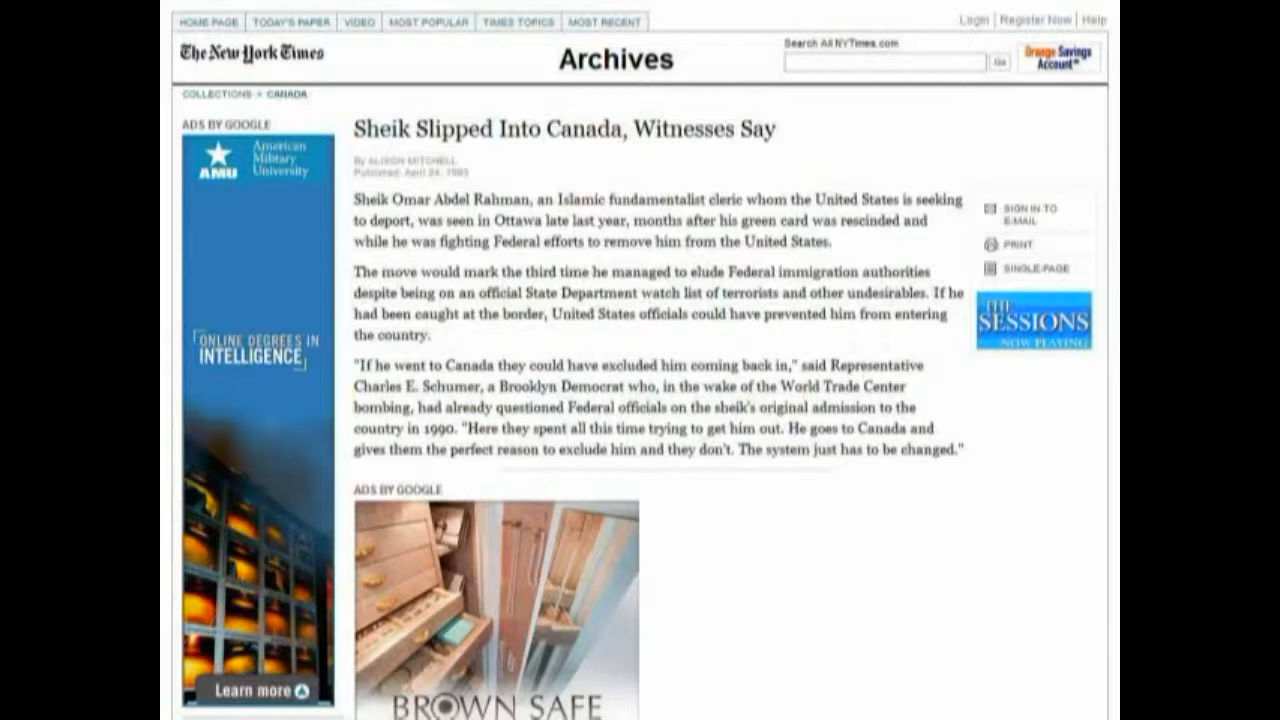 HOME PAGE TODAY'S PAPER VIDEO MOST POPULAR TIMES TOPICS MOST RECENT
Login Register Now Help
The New York Times
Archives
Search All NYTimes.com
Go
Orange Savings
Account
COLLECTIONS > CANADA
ADS BY GOOGLE
AMU
American
Military
University
ONLINE DEGREES IN
INTELLIGENCE
Learn more
Sheik Slipped Into Canada, Witnesses Say
By ALISON MITCHELL
Published: April 24, 1993
Sheik Omar Abdel Rahman, an Islamic fundamentalist cleric whom the United States is seeking
to deport, was seen in Ottawa late last year, months after his green card was rescinded and
while he was fighting Federal efforts to remove him from the United States.
The move would mark the third time he managed to elude Federal immigration authorities
despite being on an official State Department watch list of terrorists and other undesirables. If he
had been caught at the border, United States officials could have prevented him from entering
the country.
"If he went to Canada they could have excluded him coming back in," said Representative
Charles E. Schumer, a Brooklyn Democrat who, in the wake of the World Trade Center
bombing, had already questioned Federal officials on the sheik's original admission to the
country in 1990. "Here they spent all this time trying to get him out. He goes to Canada and
gives them the perfect reason to exclude him and they don't. The system just has to be changed."
SIGN IN TO
E-MAIL
PRINT
SINGLE-PAGE
THE
SESSIONS
NOW PLAYING
ADS BY GOOGLE
BROWN SAFE